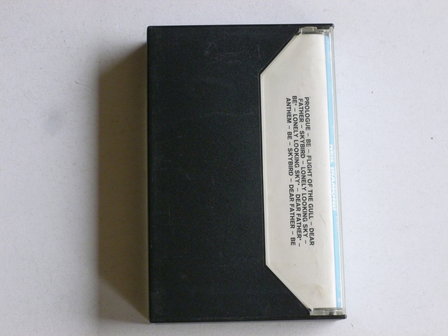 PROLOGUE – BE – FLIGHT OF THE GULL – DEAR
FATHER – SKYBIRD – LONELY LOOKING SKY –
BE* – LONELY LOOKING SKY* – DEAR FATHER* –
ANTHEM – BE – SKYBIRD – DEAR FATHER – BE